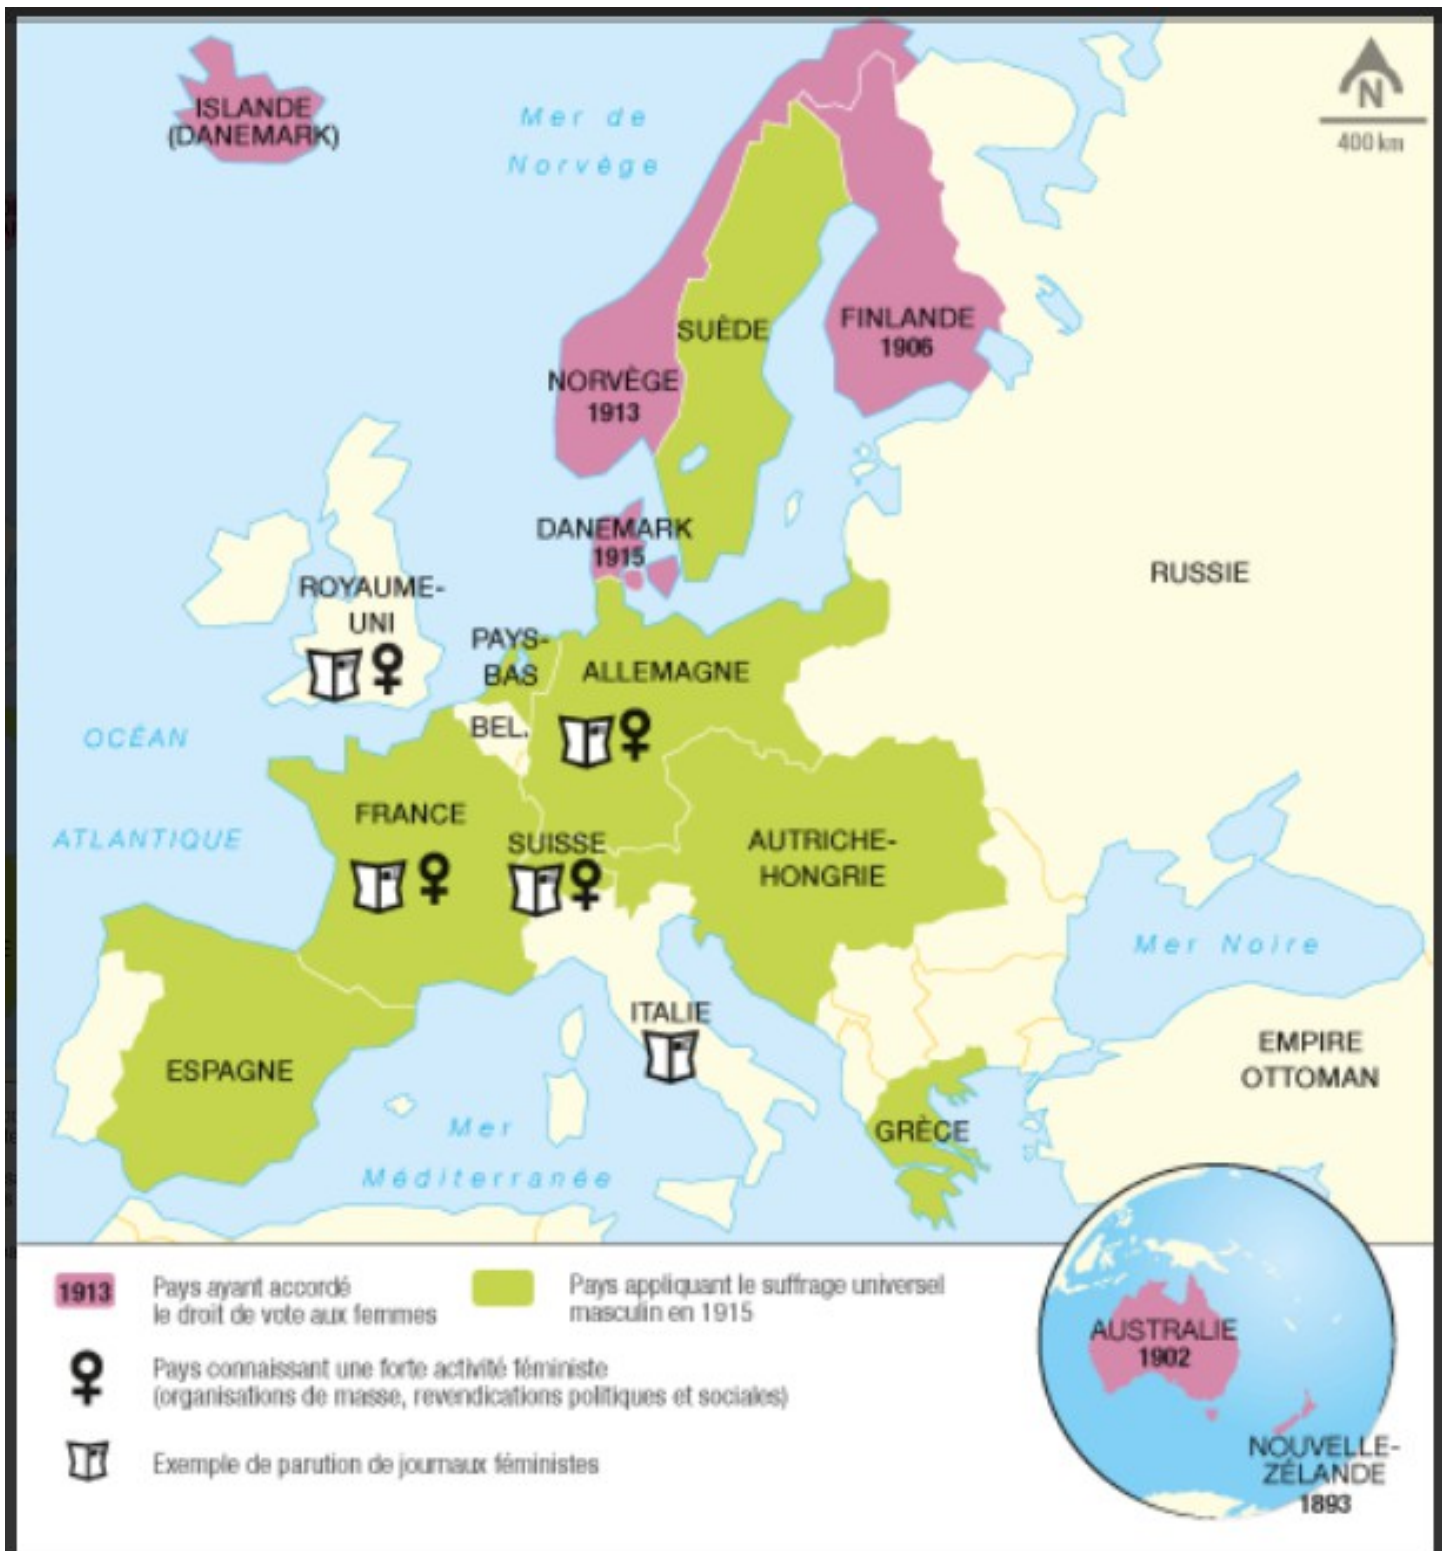 ISLANDE
(DANEMARK)
Mer de
Norvège
N
400 km
SUÈDE
FINLANDE
1906
NORVÈGE
1913
DANEMARK
1915
RUSSIE
ROYAUME-
UNI
PAYS-
BAS
ALLEMAGNE
BEL.
OCÉAN
ATLANTIQUE
FRANCE
SUISSE
AUTRICHE-
HONGRIE
Mer Noire
ITALIE
ESPAGNE
EMPIRE
OTTOMAN
GRÈCE
Mer
Méditerranée
1913
Pays ayant accordé
le droit de vote aux femmes
Pays appliquant le suffrage universel
masculin en 1915
Pays connaissant une forte activité féministe
(organisations de masse, revendications politiques et sociales)
Exemple de parution de journaux féministes
AUSTRALIE
1902
NOUVELLE-
ZÉLANDE
1893